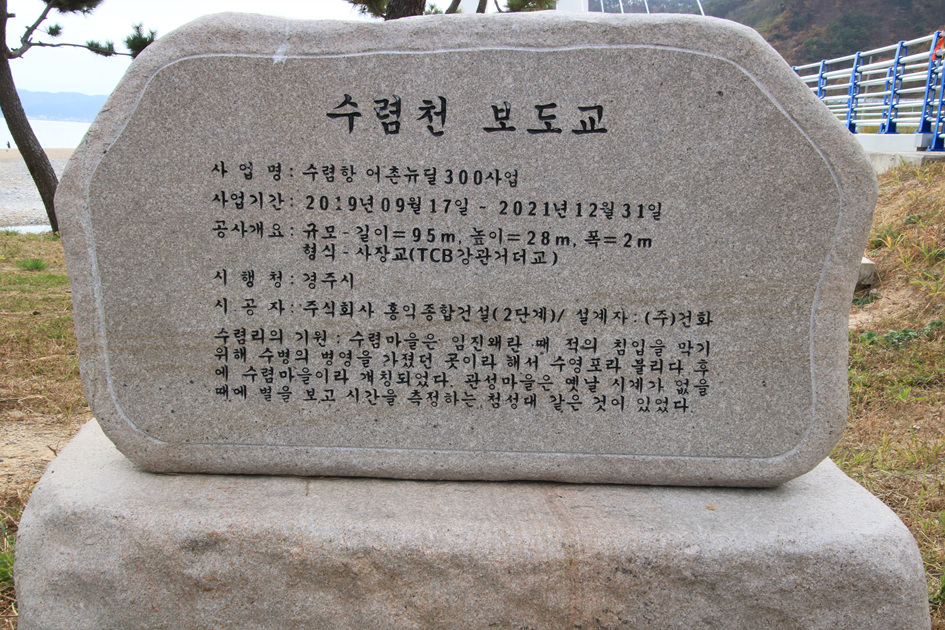 수렴천 보도교
사 업 명 : 수렴항 어촌뉴딜 300사업
사업기간 : 2019년 09월 17일 - 2021년 12월 31일
공사개요 : 규모 - 길이=95m, 높이=28m, 폭=2m
형식 - 사장교(TCB강관거더교)
시 행 청 : 경주시
시 공 자 : 주식회사 홍익종합건설(2단계)/ 설계자 : (주)건화
수렴리의 기원 : 수렴마을은 임진왜란 때 적의 침입을 막기
위해 수병의 병영을 가졌던 곳이라 해서 수영포라 불리다 후
에 수렴마을이라 개칭되었다. 관성마을은 옛날 시계가 없을
때에 별을 보고 시간을 측정하는 첨성대 같은 것이 있었다